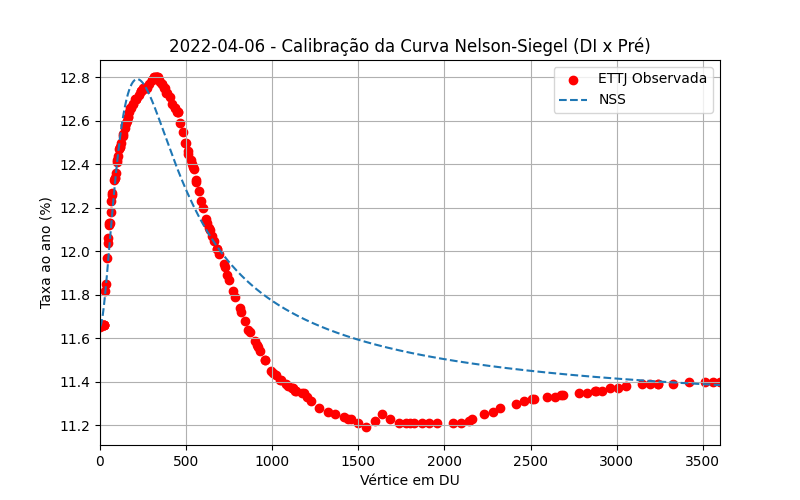 2022-04-06 - Calibração da Curva Nelson-Siegel (DI x Pré)
ETTJ Observada
NSS
Taxa ao ano (%)
12.8
12.6
12.4
12.2
12.0
11.8
11.6
11.4
11.2
0 500 1000 1500 2000 2500 3000 3500
Vértice em DU